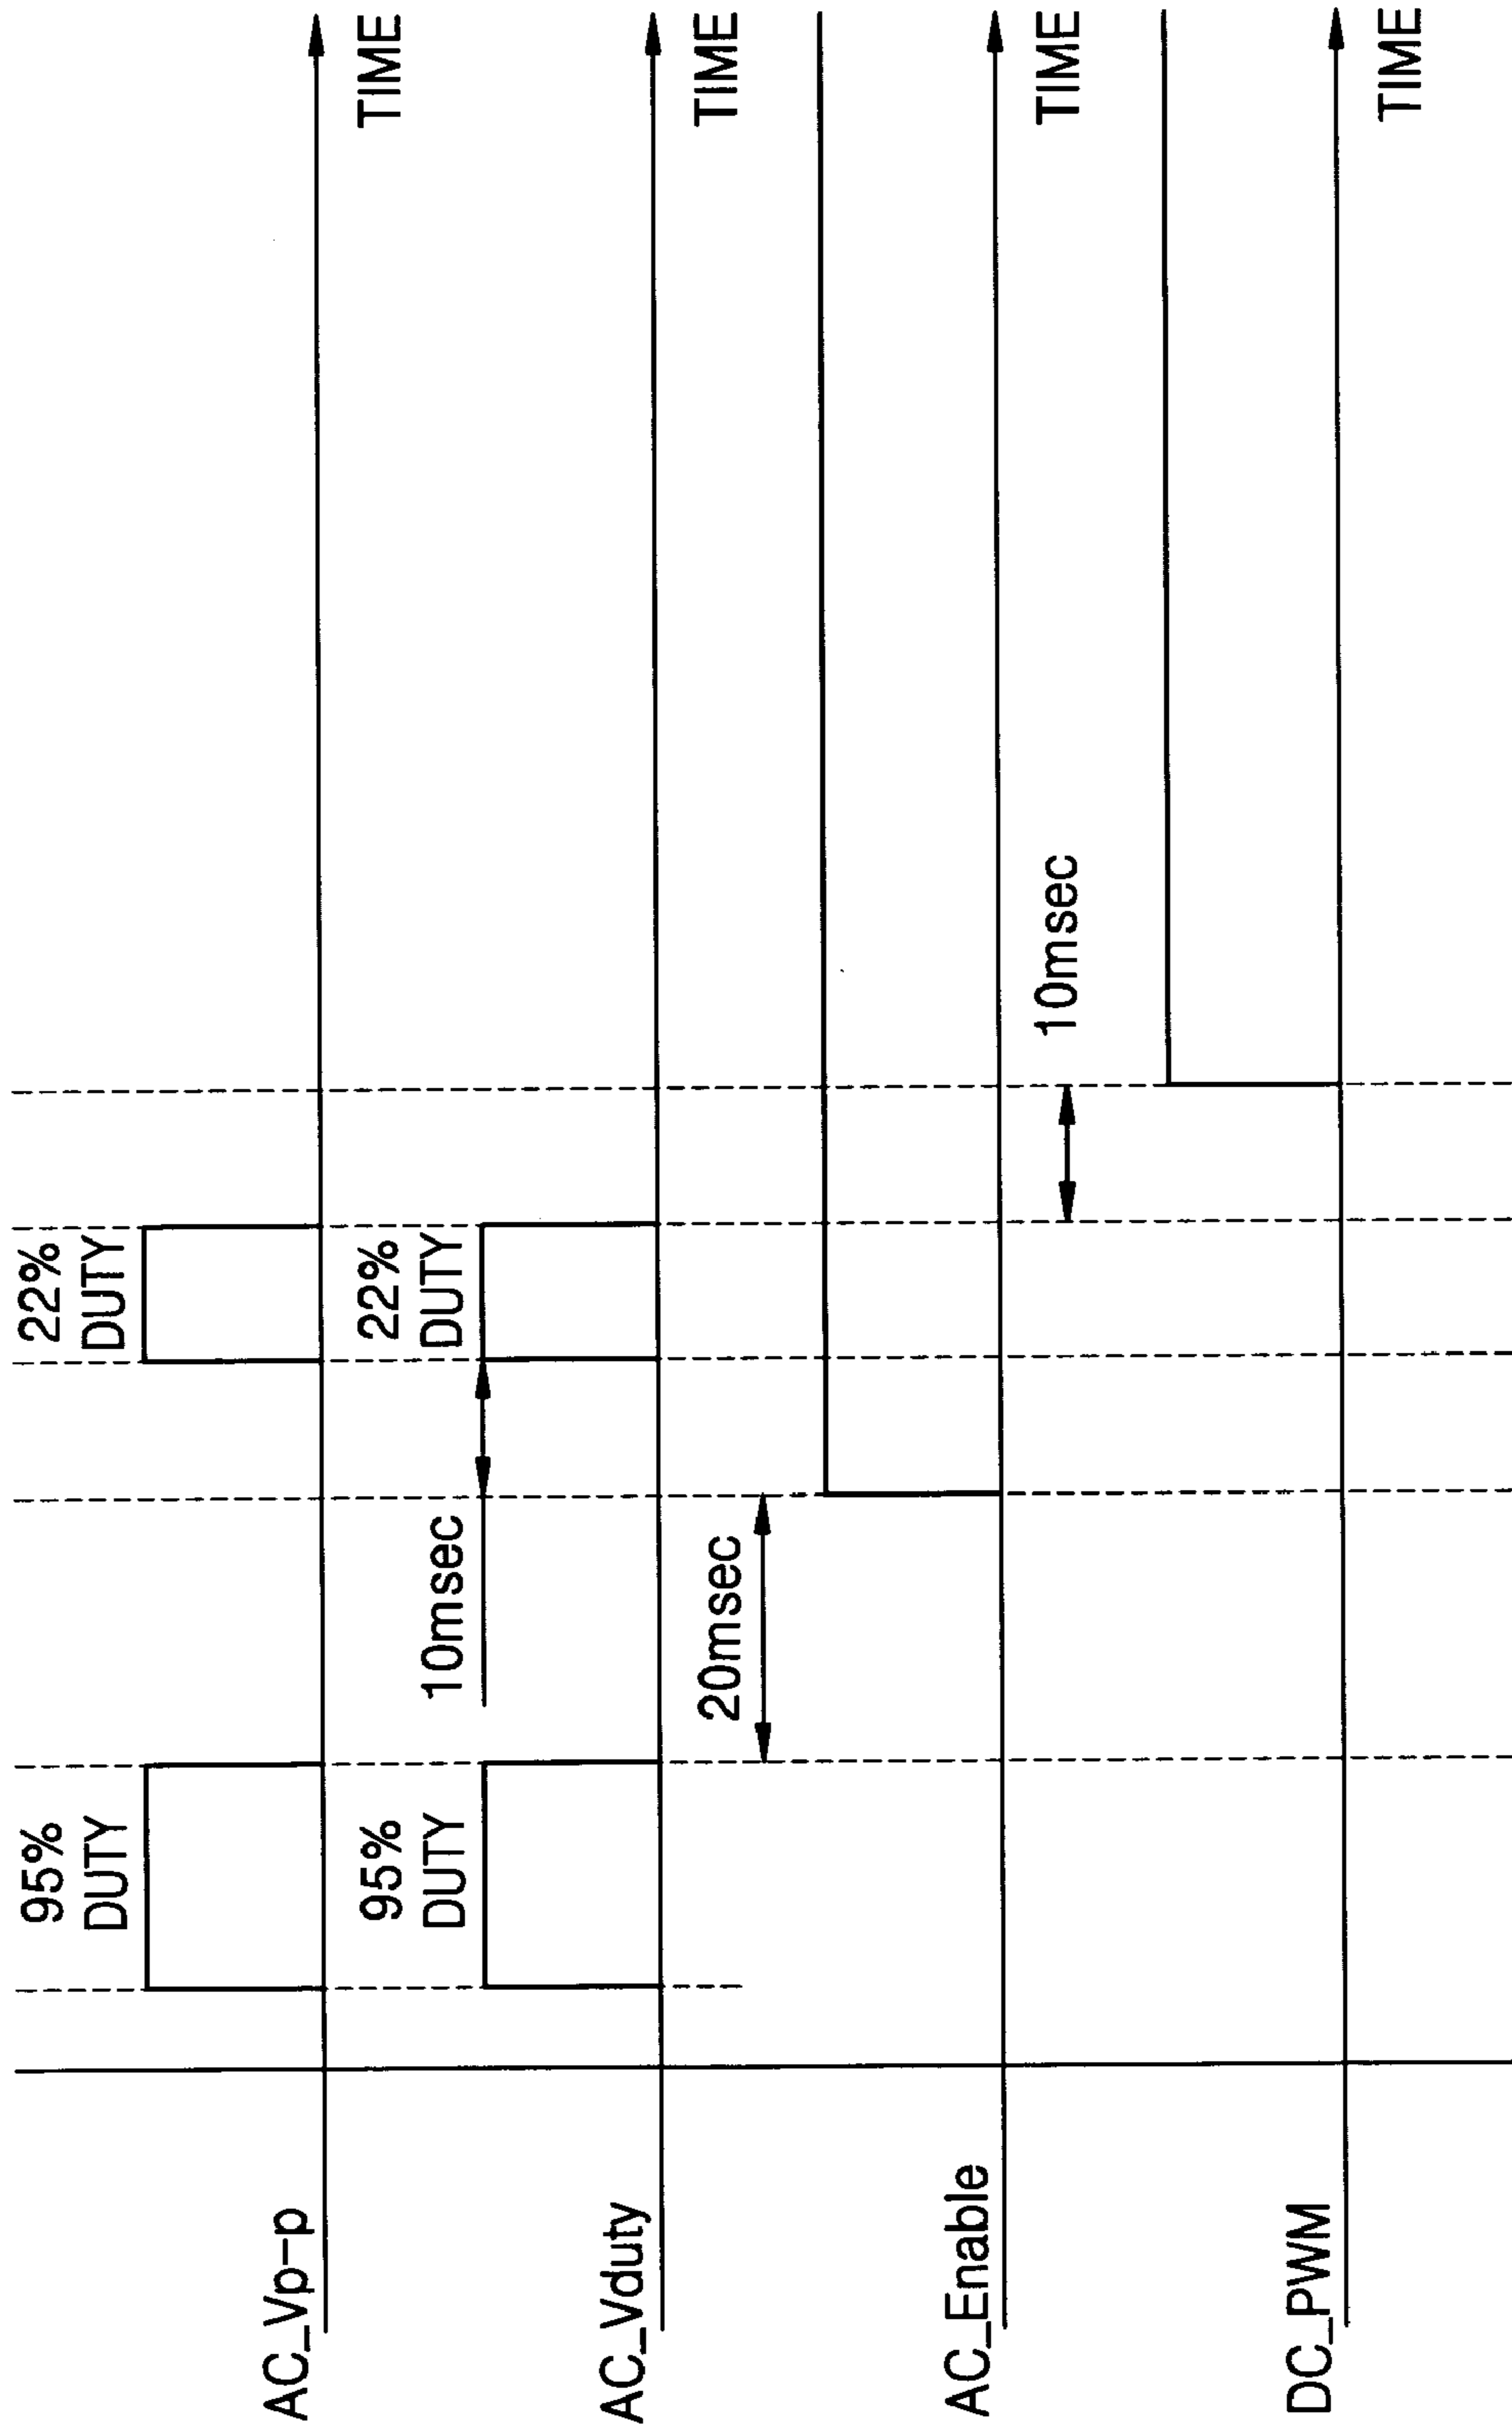 95%
DUTY
22%
DUTY
AC_Vp-p
TIME
95%
DUTY
10msec
22%
DUTY
AC_Vduty
TIME
20msec
AC_Enable
TIME
10msec
DC_PWM
TIME